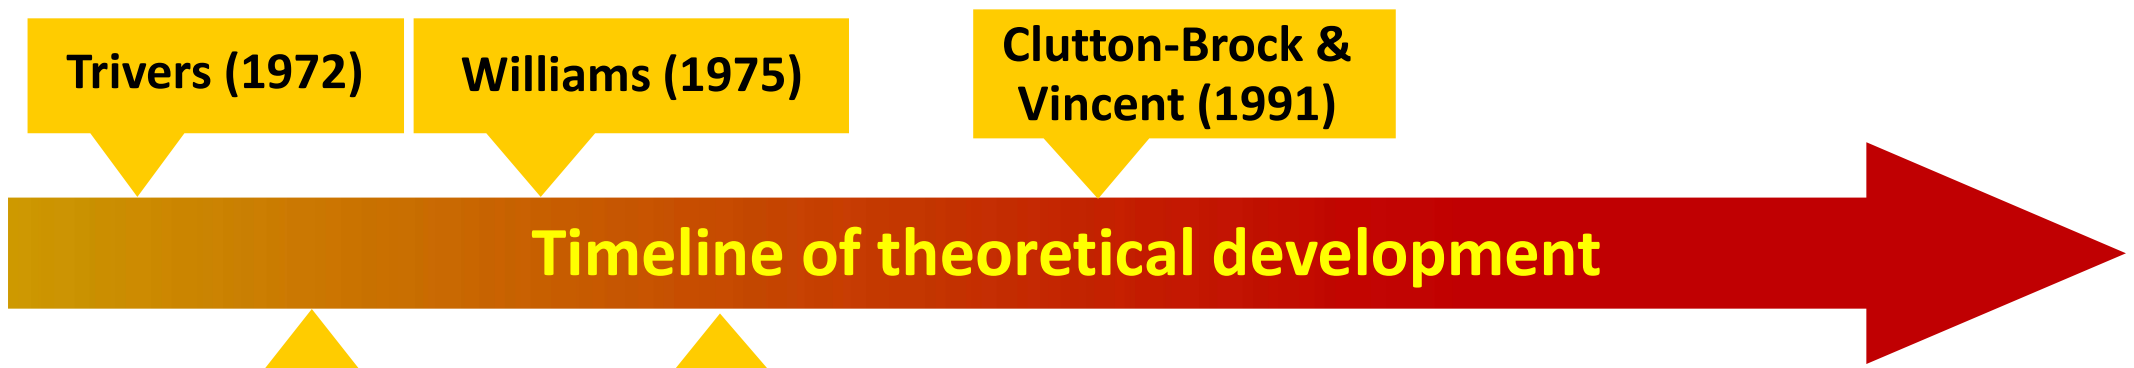 Trivers (1972)
Williams (1975)
Clutton-Brock &
Vincent (1991)
Timeline of theoretical development